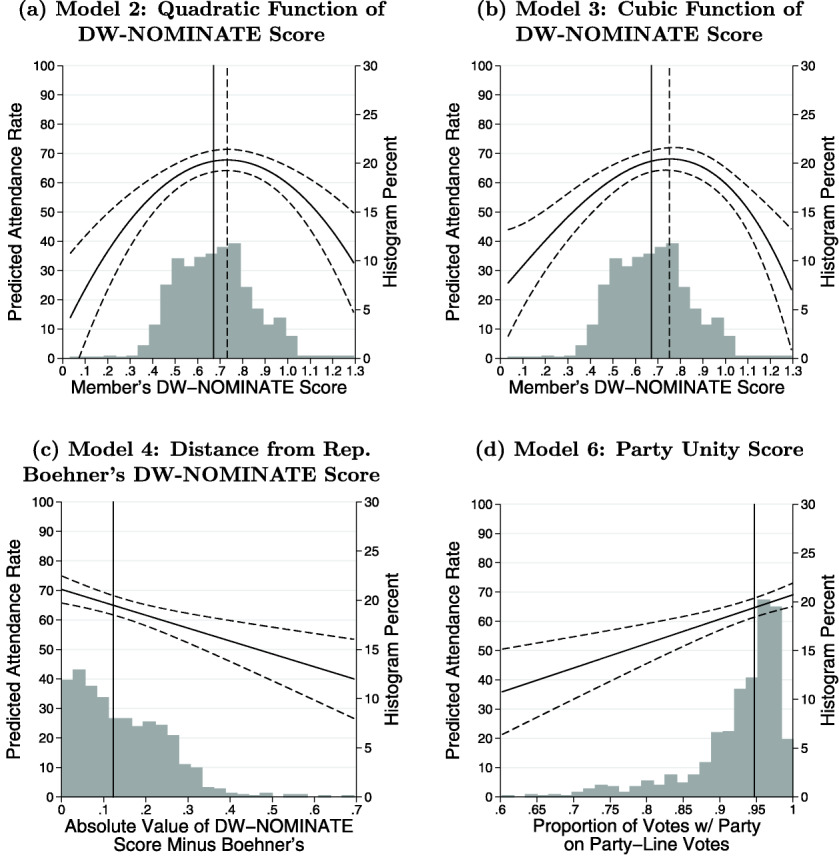 (a) Model 2: Quadratic Function of
DW-NOMINATE Score
100
90
80
70
60
50
40
30
20
10
0
Predicted Attendance Rate
30
25
20
15
10
5
0
Histogram Percent
0 .1 .2 .3 .4 .5 .6 .7 .8 .9 1.0 1.1 1.2 1.3
Member's DW–NOMINATE Score
(b) Model 3: Cubic Function of
DW-NOMINATE Score
100
90
80
70
60
50
40
30
20
10
0
Predicted Attendance Rate
30
25
20
15
10
5
0
Histogram Percent
0 .1 .2 .3 .4 .5 .6 .7 .8 .9 1.0 1.1 1.2 1.3
Member's DW–NOMINATE Score
(c) Model 4: Distance from Rep.
Boehner's DW-NOMINATE Score
100
90
80
70
60
50
40
30
20
10
0
Predicted Attendance Rate
30
25
20
15
10
5
0
Histogram Percent
0 .1 .2 .3 .4 .5 .6 .7
Absolute Value of DW–NOMINATE
Score Minus Boehner's
(d) Model 6: Party Unity Score
100
90
80
70
60
50
40
30
20
10
0
Predicted Attendance Rate
30
25
20
15
10
5
0
Histogram Percent
.6 .65 .7 .75 .8 .85 .9 .95 1
Proportion of Votes w/ Party
on Party–Line Votes